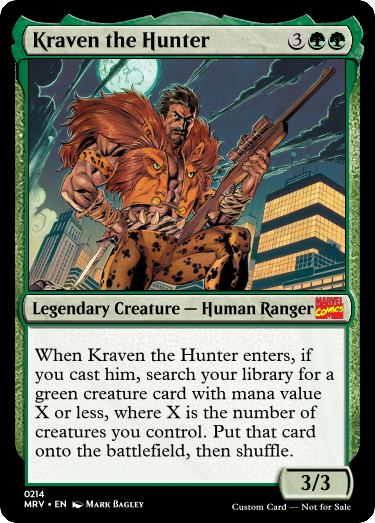 Kraven the Hunter 3
Legendary Creature — Human Ranger MARVEL COMICS
When Kraven the Hunter enters, if
you cast him, search your library for a
green creature card with mana value
X or less, where X is the number of
creatures you control. Put that card
onto the battlefield, then shuffle.
3/3
0214
MRV • EN Mark Bagley
Custom Card — Not for Sale